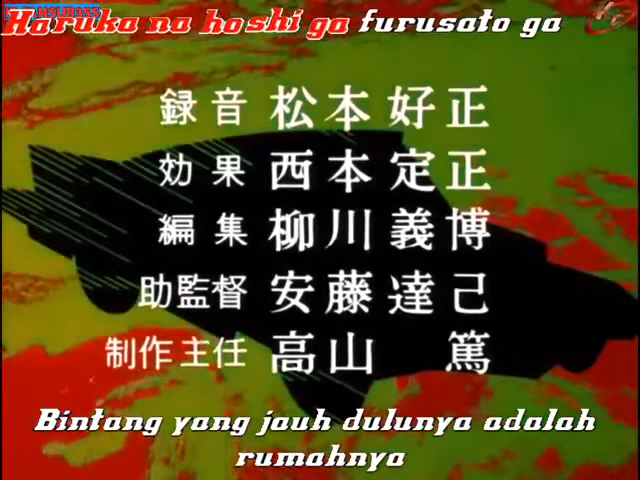 NSUB355
Haruka na hoshi ga furusato ga
録音 松本好正
効果 西本定正
編集 柳川義博
助監督 安藤達己
制作主任 高山 篤
Bintang yang jauh dulunya adalah
rumahnya